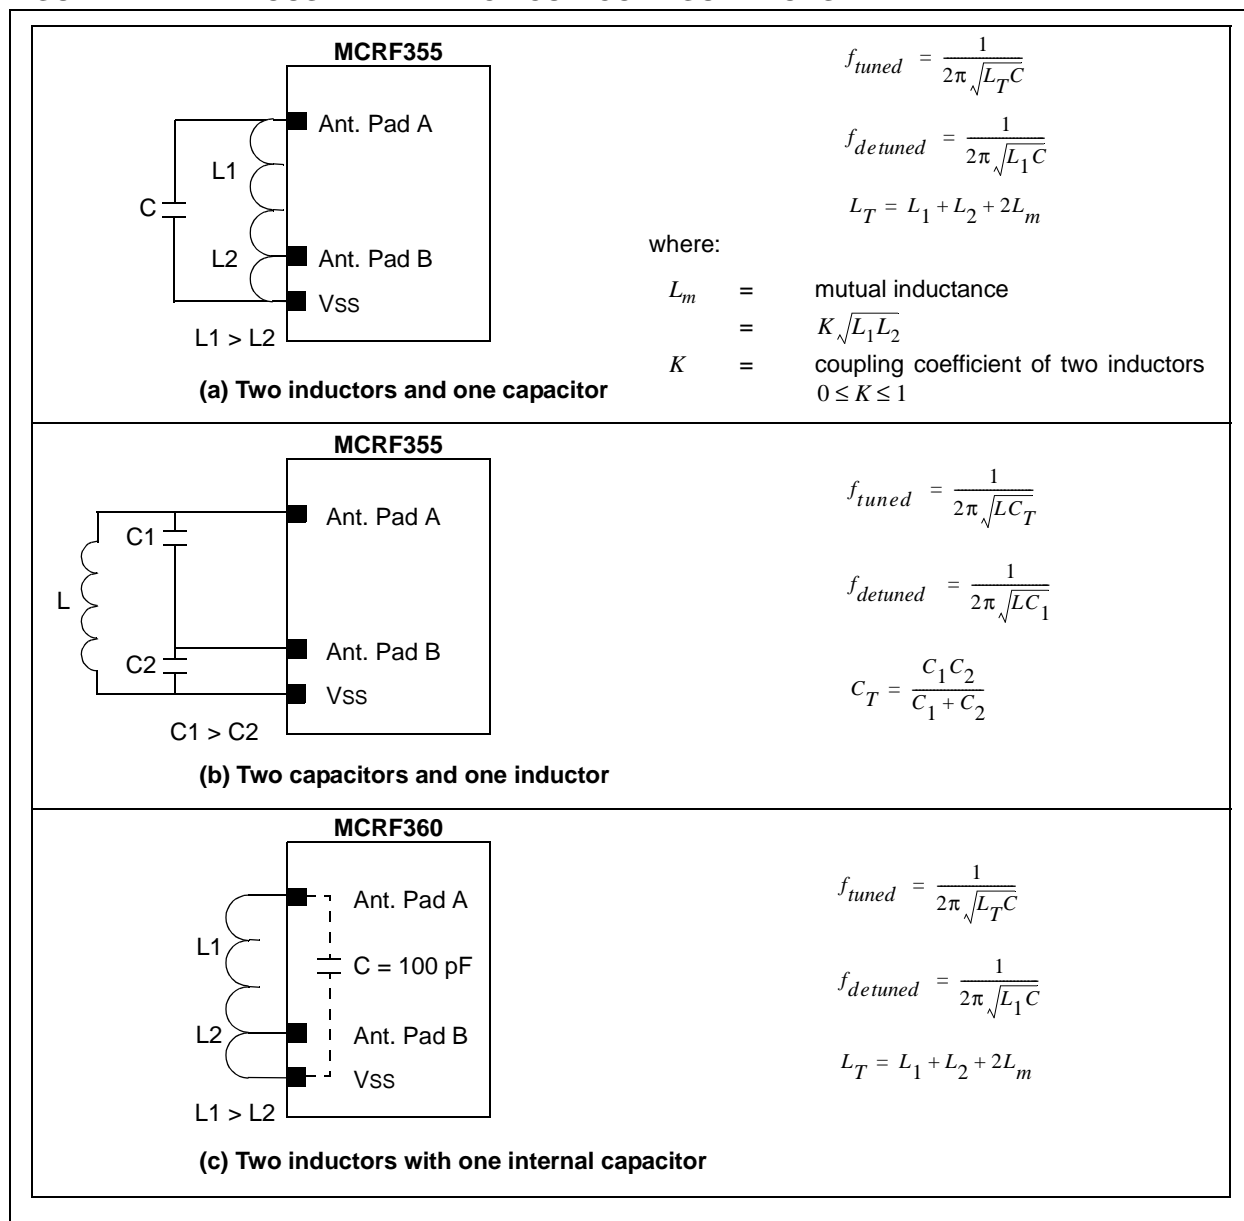 MCRF355
Ant. Pad A
L1
C
L2
Ant. Pad B
VSS
L1 > L2
(a) Two inductors and one capacitor
f_tuned = 1 / 2π√(L_T C)
f_detuned = 1 / 2π√(L_1 C)
L_T = L_1 + L_2 + 2L_m
where:
L_m = mutual inductance
= K√(L_1 L_2)
K = coupling coefficient of two inductors
0 ≤ K ≤ 1
MCRF355
Ant. Pad A
C1
L
Ant. Pad B
C2
VSS
C1 > C2
(b) Two capacitors and one inductor
f_tuned = 1 / 2π√(LC_T)
f_detuned = 1 / 2π√(LC_1)
C_T = C_1 C_2 / C_1 + C_2
MCRF360
Ant. Pad A
L1
C = 100 pF
L2
Ant. Pad B
VSS
L1 > L2
(c) Two inductors with one internal capacitor
f_tuned = 1 / 2π√(L_T C)
f_detuned = 1 / 2π√(L_1 C)
L_T = L_1 + L_2 + 2L_m